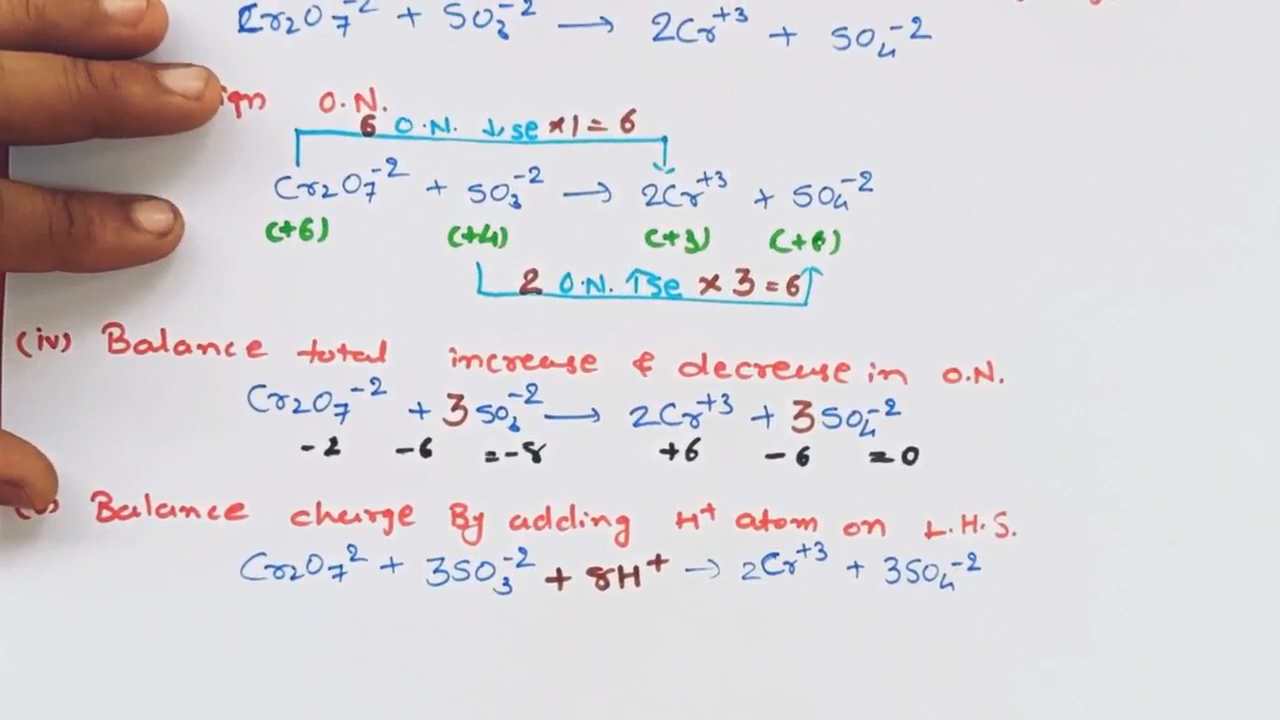 Cr2O7-2 + SO3-2 → 2Cr+3 + SO4-2
ign O.N.
6 O.N. ↓se ×1 = 6
Cr2O7-2 + SO3-2 → 2Cr+3 + SO4-2
(+6) (+4) (+3) (+6)
2 O.N. ↑se × 3 = 6
(iv) Balance total increase & decrease in O.N.
Cr2O7-2 + 3SO3-2 → 2Cr+3 + 3SO4-2
-2 -6 =-8 +6 -6 =0
Balance charge By adding H+ atom on L.H.S.
Cr2O7 2 + 3SO3-2 + 8H+ → 2Cr+3 + 3SO4-2